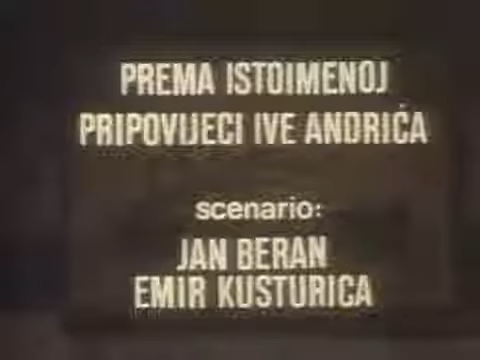 PREMA ISTOIMENOJ
PRIPOVIJECI IVE ANDRIĆA
scenario:
JAN BERAN
EMIR KUSTURICA